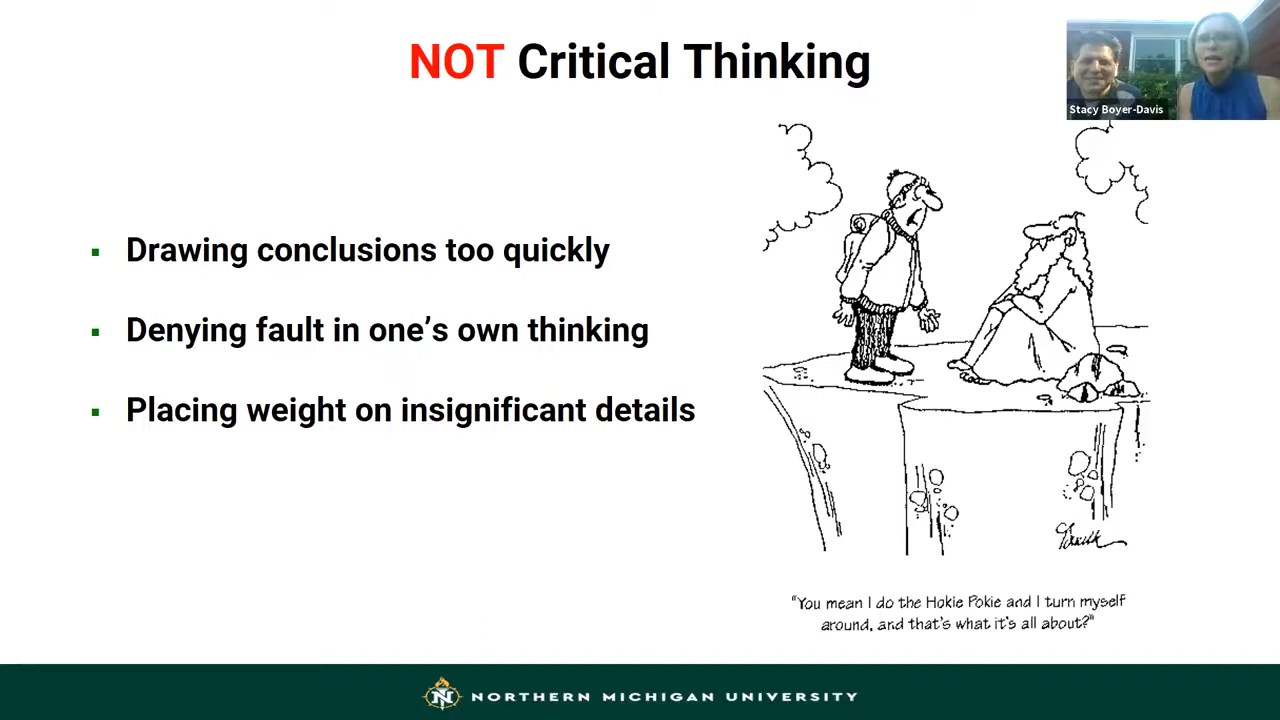 NOT Critical Thinking
Stacy Boyer-Davis
Drawing conclusions too quickly
Denying fault in one’s own thinking
Placing weight on insignificant details
“You mean I do the Hokie Pokie and I turn myself
around, and that’s what it’s all about?”
N NORTHERN MICHIGAN UNIVERSITY